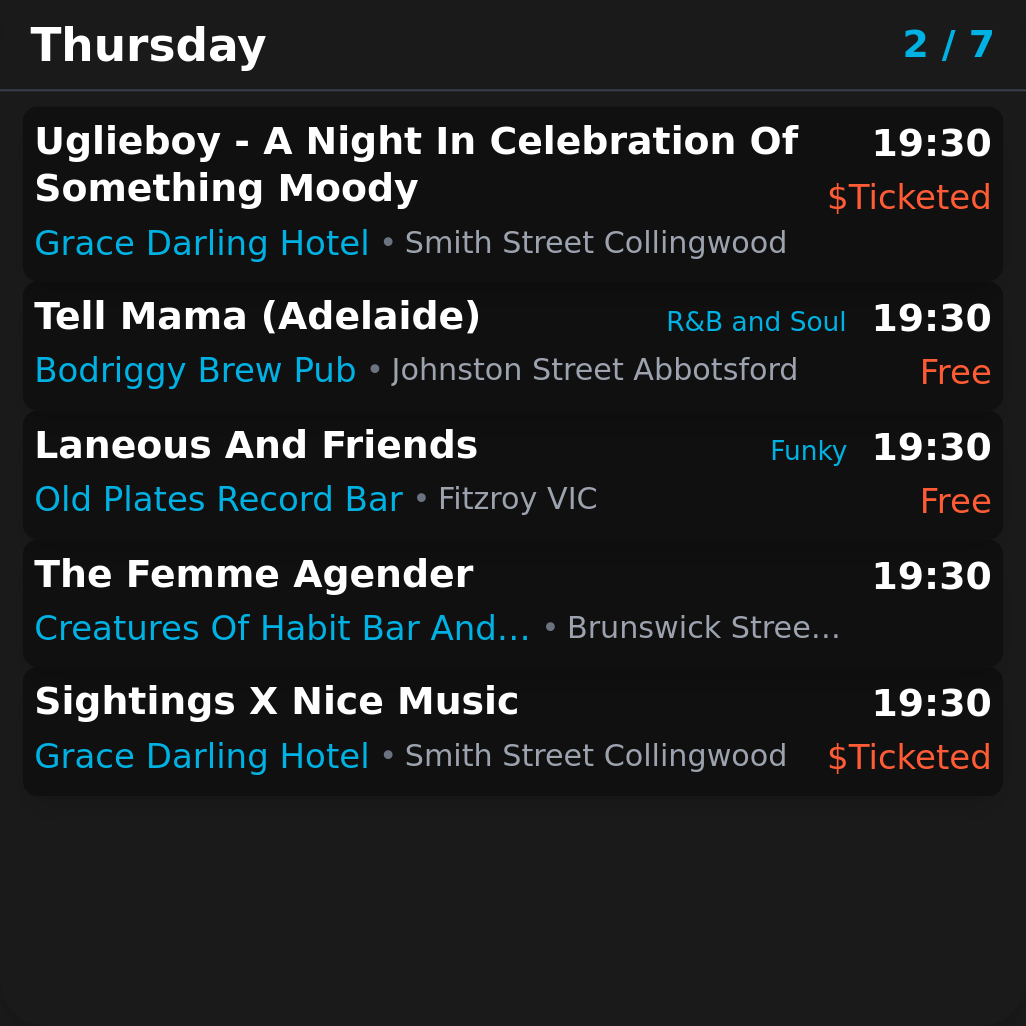 Thursday 2 / 7
Uglieboy - A Night In Celebration Of 19:30
Something Moody $Ticketed
Grace Darling Hotel • Smith Street Collingwood
Tell Mama (Adelaide) R&B and Soul 19:30
Bodriggy Brew Pub • Johnston Street Abbotsford Free
Laneous And Friends Funky 19:30
Old Plates Record Bar • Fitzroy VIC Free
The Femme Agender 19:30
Creatures Of Habit Bar And... • Brunswick Stree...
Sightings X Nice Music 19:30
Grace Darling Hotel • Smith Street Collingwood $Ticketed